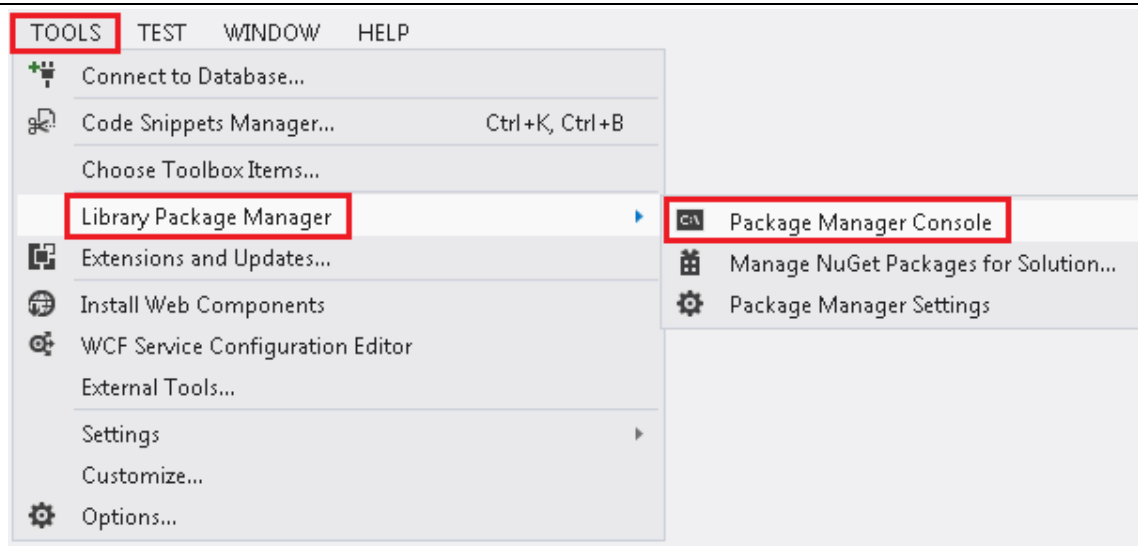 TOOLS TEST WINDOW HELP
Connect to Database...
Code Snippets Manager... Ctrl+K, Ctrl+B
Choose Toolbox Items...
Library Package Manager
C:\ Package Manager Console
Extensions and Updates...
Manage NuGet Packages for Solution...
Install Web Components
Package Manager Settings
WCF Service Configuration Editor
External Tools...
Settings
Customize...
Options...